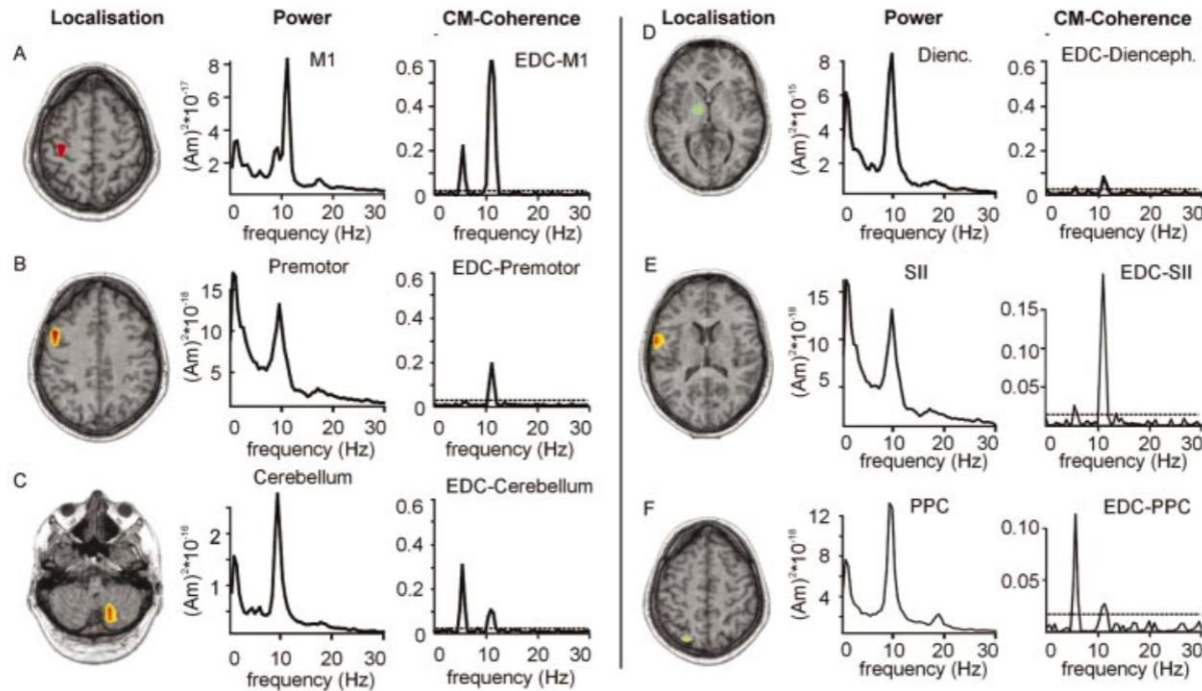 Localisation Power CM-Coherence
A
M1
EDC-M1
(Am)²*10⁻¹⁷
8
6
4
2
0.6
0.4
0.2
0
0 10 20 30
0 10 20 30
frequency (Hz) frequency (Hz)
B
Premotor
EDC-Premotor
(Am)²*10⁻¹⁸
15
10
5
0.6
0.4
0.2
0
0 10 20 30
0 10 20 30
frequency (Hz) frequency (Hz)
C
Cerebellum
EDC-Cerebellum
(Am)²*10⁻¹⁶
2
1
0.6
0.4
0.2
0
0 10 20 30
0 10 20 30
frequency (Hz) frequency (Hz)
Localisation Power CM-Coherence
D
Dienc.
EDC-Dienceph.
(Am)²*10⁻¹⁵
8
6
4
2
0.6
0.4
0.2
0
0 10 20 30
0 10 20 30
frequency (Hz) frequency (Hz)
E
SII
EDC-SII
(Am)²*10⁻¹⁸
15
10
5
0.15
0.10
0.05
0 10 20 30
0 10 20 30
frequency (Hz) frequency (Hz)
F
PPC
EDC-PPC
(Am)²*10⁻¹⁸
12
8
4
0.10
0.05
0 10 20 30
0 10 20 30
frequency (Hz) frequency (Hz)